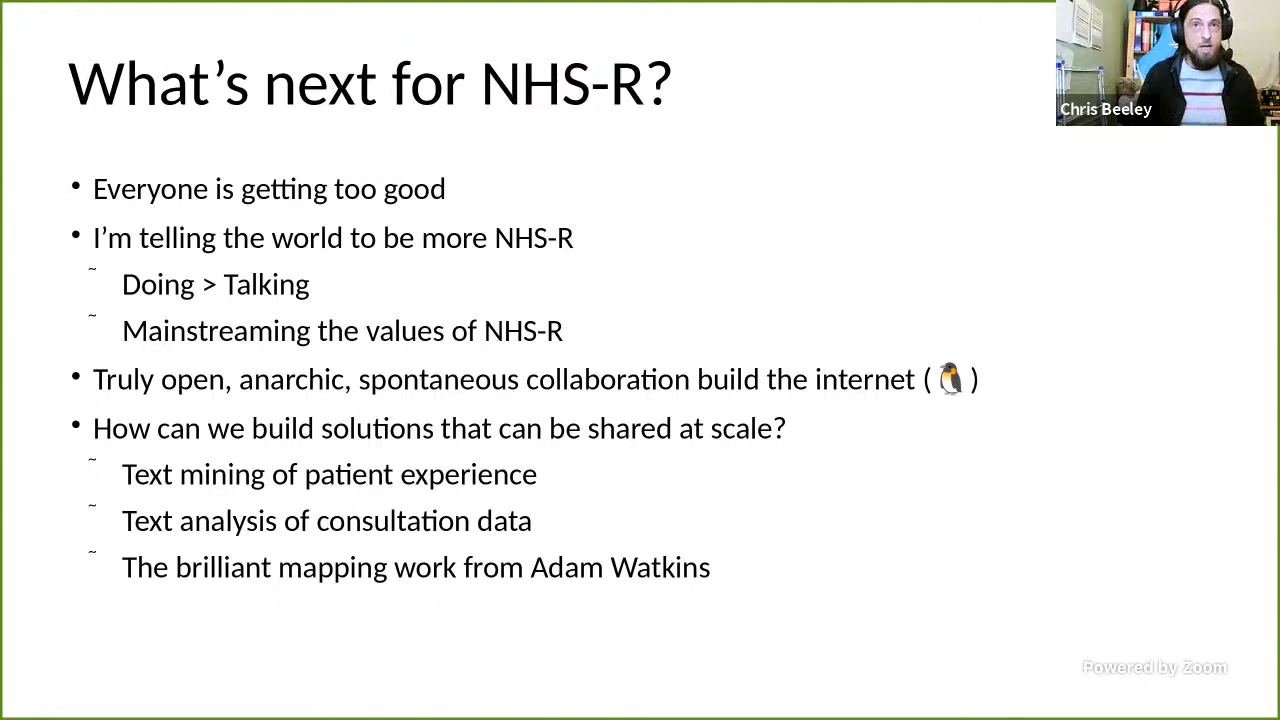 What’s next for NHS-R?
Chris Beeley
• Everyone is getting too good
• I’m telling the world to be more NHS-R
~ Doing > Talking
~ Mainstreaming the values of NHS-R
• Truly open, anarchic, spontaneous collaboration build the internet (🐧)
• How can we build solutions that can be shared at scale?
~ Text mining of patient experience
~ Text analysis of consultation data
~ The brilliant mapping work from Adam Watkins
Powered by Zoom